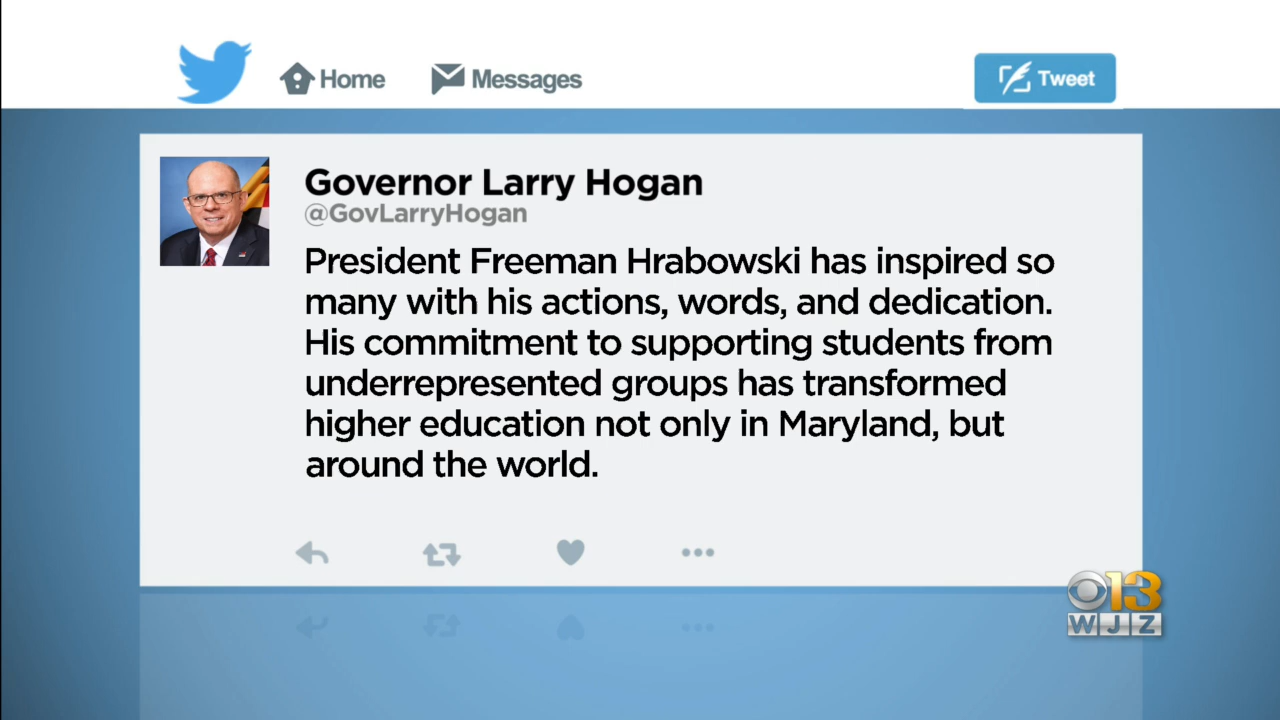 Home Messages Tweet
Governor Larry Hogan
@GovLarryHogan
President Freeman Hrabowski has inspired so
many with his actions, words, and dedication.
His commitment to supporting students from
underrepresented groups has transformed
higher education not only in Maryland, but
around the world.
13
WJZ